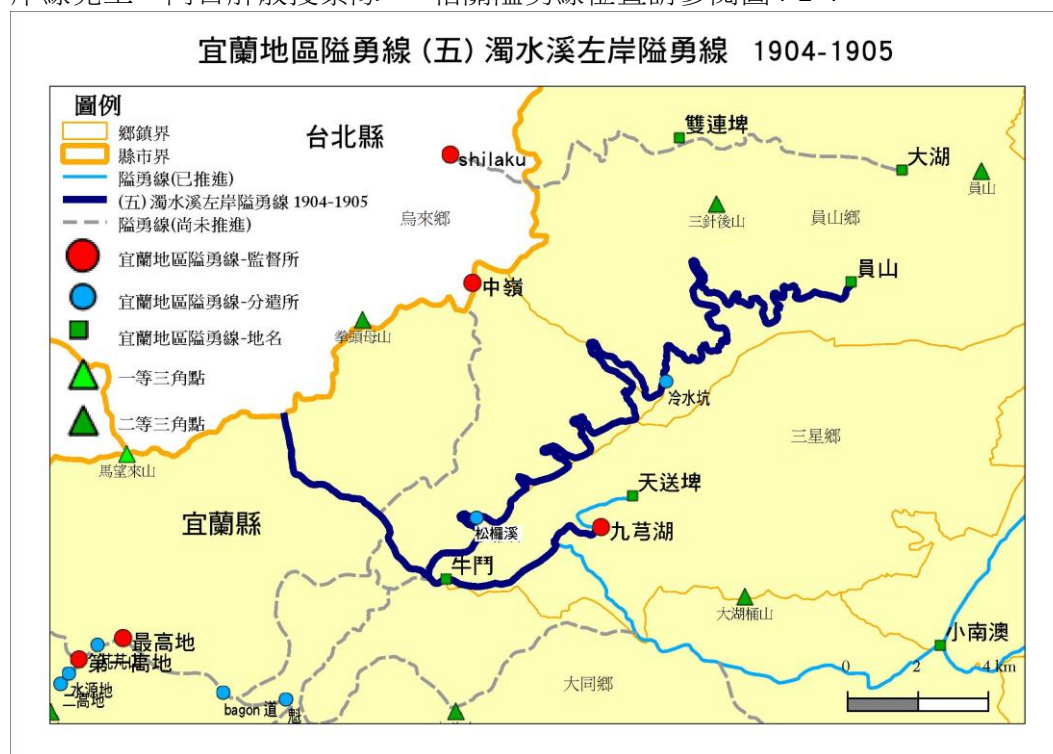 宜蘭地區隘勇線(五)濁水溪左岸隘勇線 1904-1905
圖例
鄉鎮界
縣市界
隘勇線(已推進)
(五)濁水溪左岸隘勇線 1904-1905
隘勇線(尚未推進)
宜蘭地區隘勇線-監督所
宜蘭地區隘勇線-分遣所
宜蘭地區隘勇線-地名
一等三角點
二等三角點
台北縣
shilaku
雙連埤
大湖
員山
烏來鄉
三針後山
員山鄉
中嶺
員山
拳頭母山
冷水坑
三星鄉
馬望來山
天送埤
宜蘭縣
松欏溪
九芎湖
牛鬥
大湖桶山
小南澳
最高地
水源地
二高地
bagon 道
魁
大同鄉
0 2 4 km